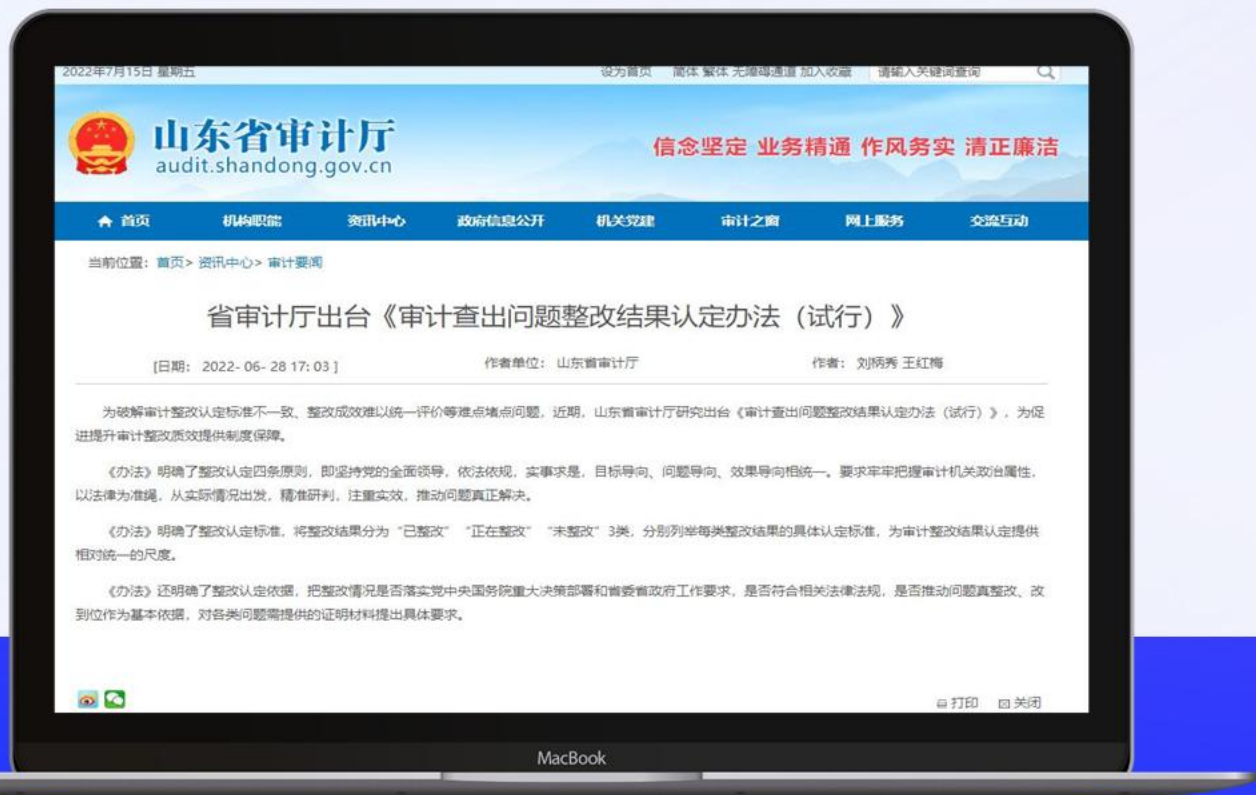 2022年7月15日 星期五 设为首页 简体 繁体 无障碍通道 加入收藏 请输入关键词查询
山东省审计厅
audit.shandong.gov.cn
信念坚定 业务精通 作风务实 清正廉洁
首页 机构职能 资讯中心 政府信息公开 机关党建 审计之窗 网上服务 交流互动
当前位置：首页> 资讯中心> 审计要闻
省审计厅出台《审计查出问题整改结果认定办法（试行）》
[日期： 2022- 06- 28 17: 03 ] 作者单位： 山东省审计厅 作者： 刘炳秀 王红梅
为破解审计整改认定标准不一致、整改成效难以统一评价等难点堵点问题，近期，山东省审计厅研究出台《审计查出问题整改结果认定办法（试行）》，为促
进提升审计整改质效提供制度保障。
《办法》明确了整改认定四条原则，即坚持党的全面领导，依法依规，实事求是，目标导向、问题导向、效果导向相统一。要求牢牢把握审计机关政治属性，
以法律为准绳，从实际情况出发，精准研判，注重实效，推动问题真正解决。
《办法》明确了整改认定标准，将整改结果分为“已整改” “正在整改” “未整改” 3类，分别列举每类整改结果的具体认定标准，为审计整改结果认定提供
相对统一的尺度。
《办法》还明确了整改认定依据，把整改情况是否落实党中央国务院重大决策部署和省委省政府工作要求，是否符合相关法律法规，是否推动问题真整改、改
到位作为基本依据，对各类问题需提供的证明材料提出具体要求。
打印 关闭
MacBook